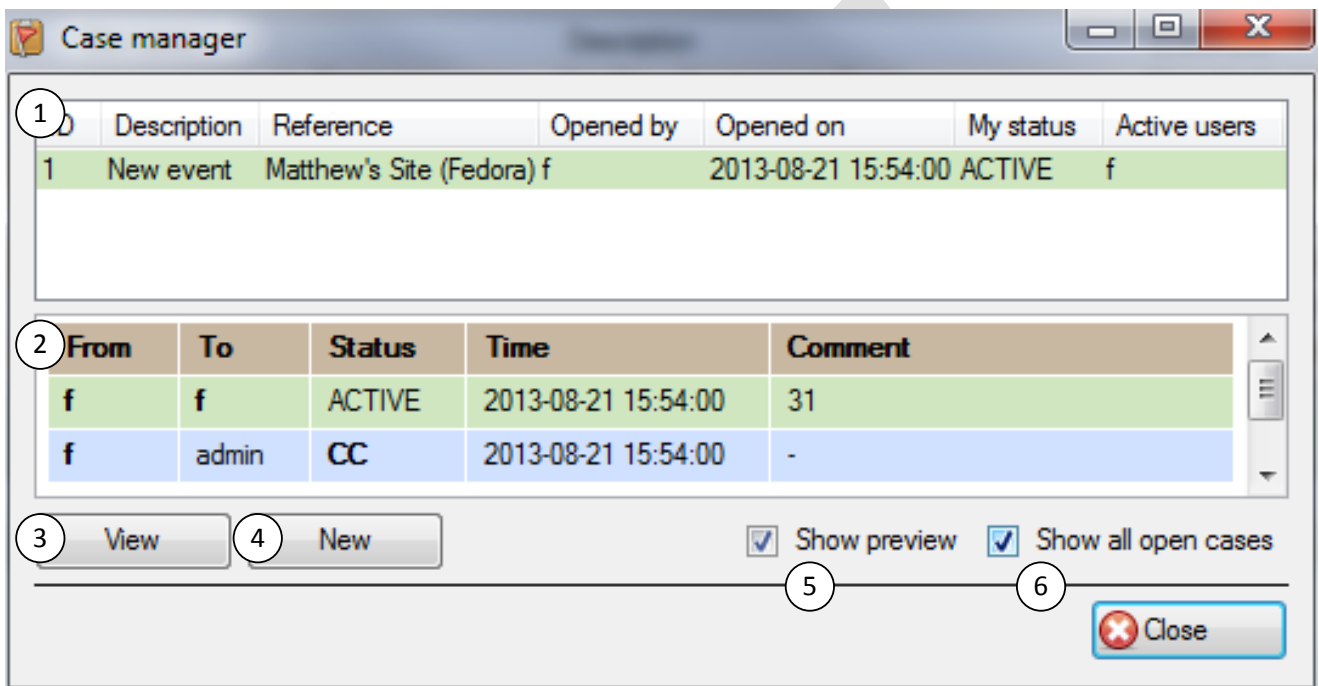 Case manager
1 D Description Reference Opened by Opened on My status Active users
1 New event Matthew's Site (Fedora) f 2013-08-21 15:54:00 ACTIVE f
2 From To Status Time Comment
f f ACTIVE 2013-08-21 15:54:00 31
f admin CC 2013-08-21 15:54:00 -
3 View 4 New Show preview Show all open cases
5 6
Close